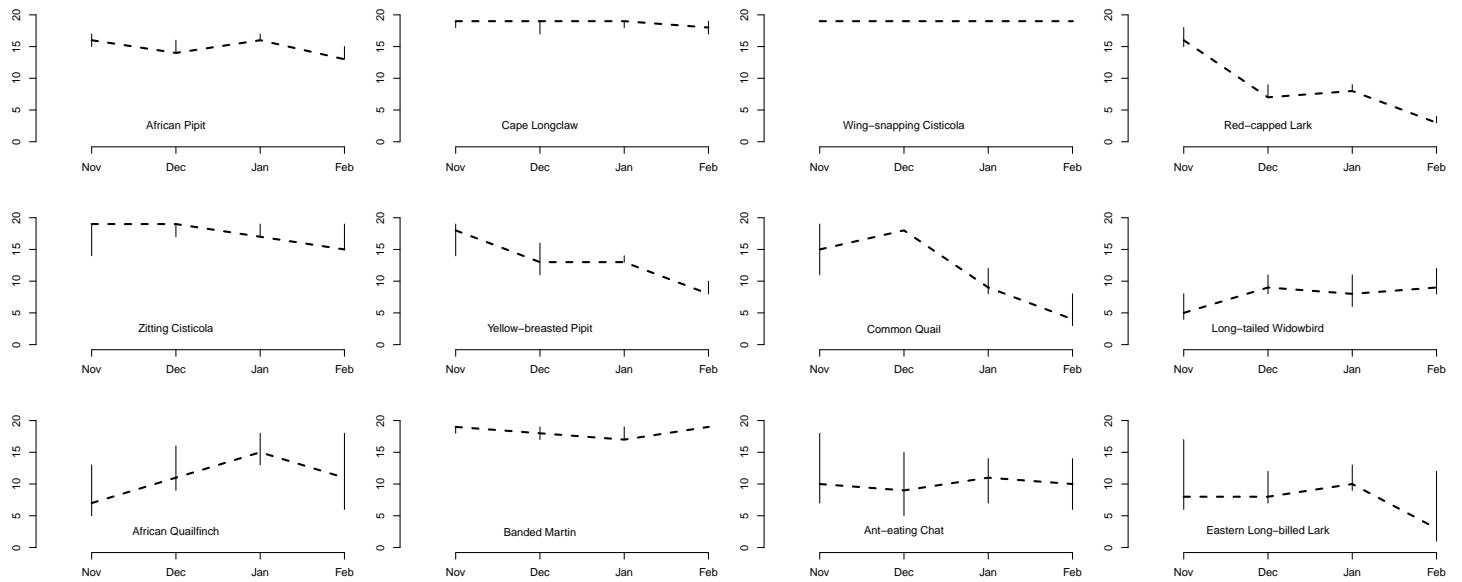 20
15
10
5
0
African Pipit
Nov Dec Jan Feb
20
15
10
5
0
Cape Longclaw
Nov Dec Jan Feb
20
15
10
5
0
Wing−snapping Cisticola
Nov Dec Jan Feb
20
15
10
5
0
Red−capped Lark
Nov Dec Jan Feb
20
15
10
5
0
Zitting Cisticola
Nov Dec Jan Feb
20
15
10
5
0
Yellow−breasted Pipit
Nov Dec Jan Feb
20
15
10
5
0
Common Quail
Nov Dec Jan Feb
20
15
10
5
0
Long−tailed Widowbird
Nov Dec Jan Feb
20
15
10
5
0
African Quailfinch
Nov Dec Jan Feb
20
15
10
5
0
Banded Martin
Nov Dec Jan Feb
20
15
10
5
0
Ant−eating Chat
Nov Dec Jan Feb
20
15
10
5
0
Eastern Long−billed Lark
Nov Dec Jan Feb